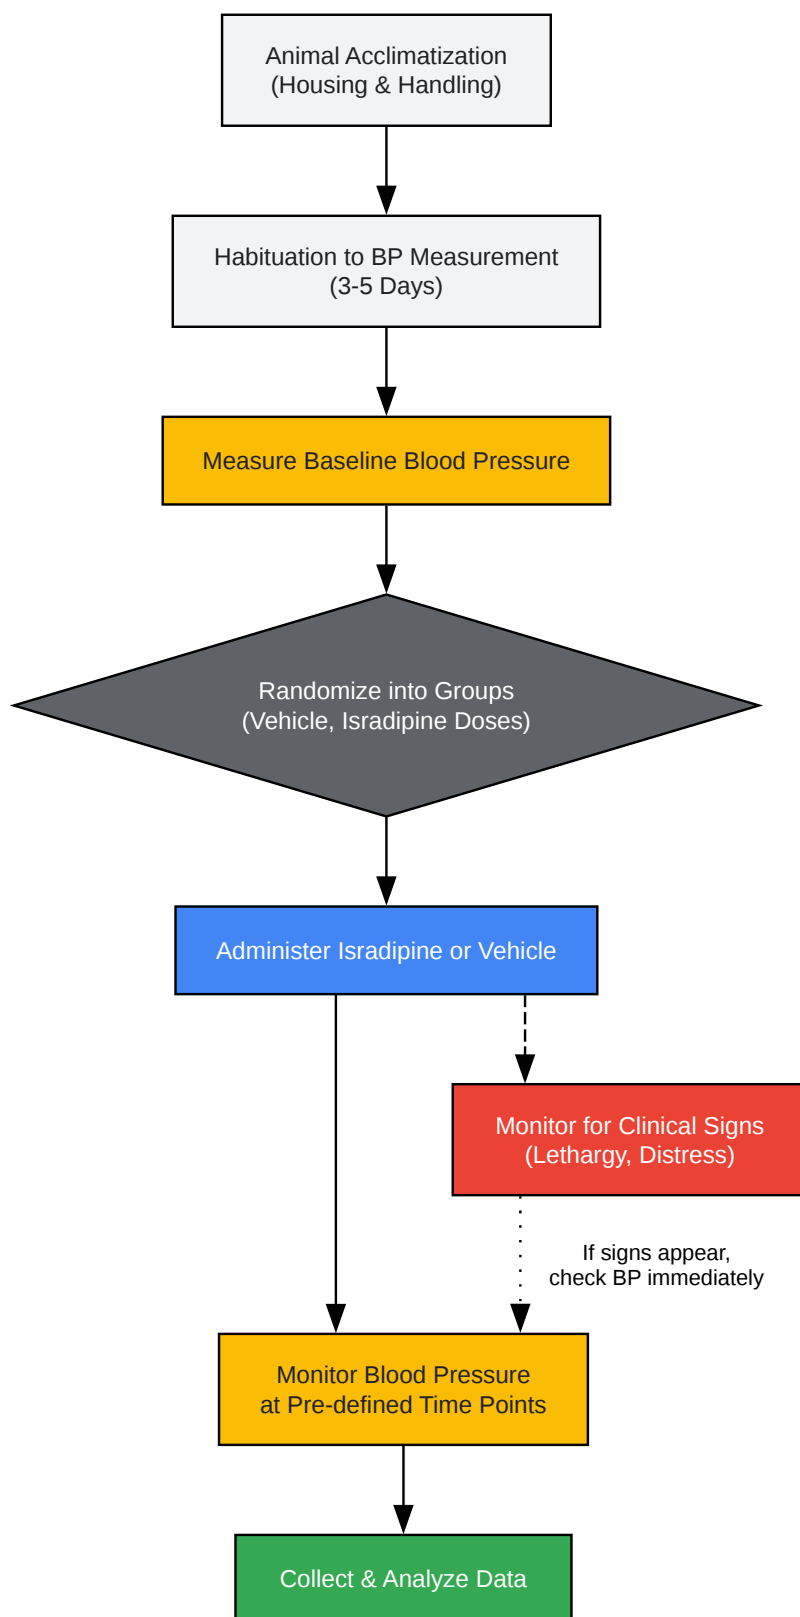 Animal Acclimatization
(Housing & Handling)
Habituation to BP Measurement
(3-5 Days)
Measure Baseline Blood Pressure
Randomize into Groups
(Vehicle, Isradipine Doses)
Administer Isradipine or Vehicle
Monitor for Clinical Signs
(Lethargy, Distress)
If signs appear,
check BP immediately
Monitor Blood Pressure
at Pre-defined Time Points
Collect & Analyze Data